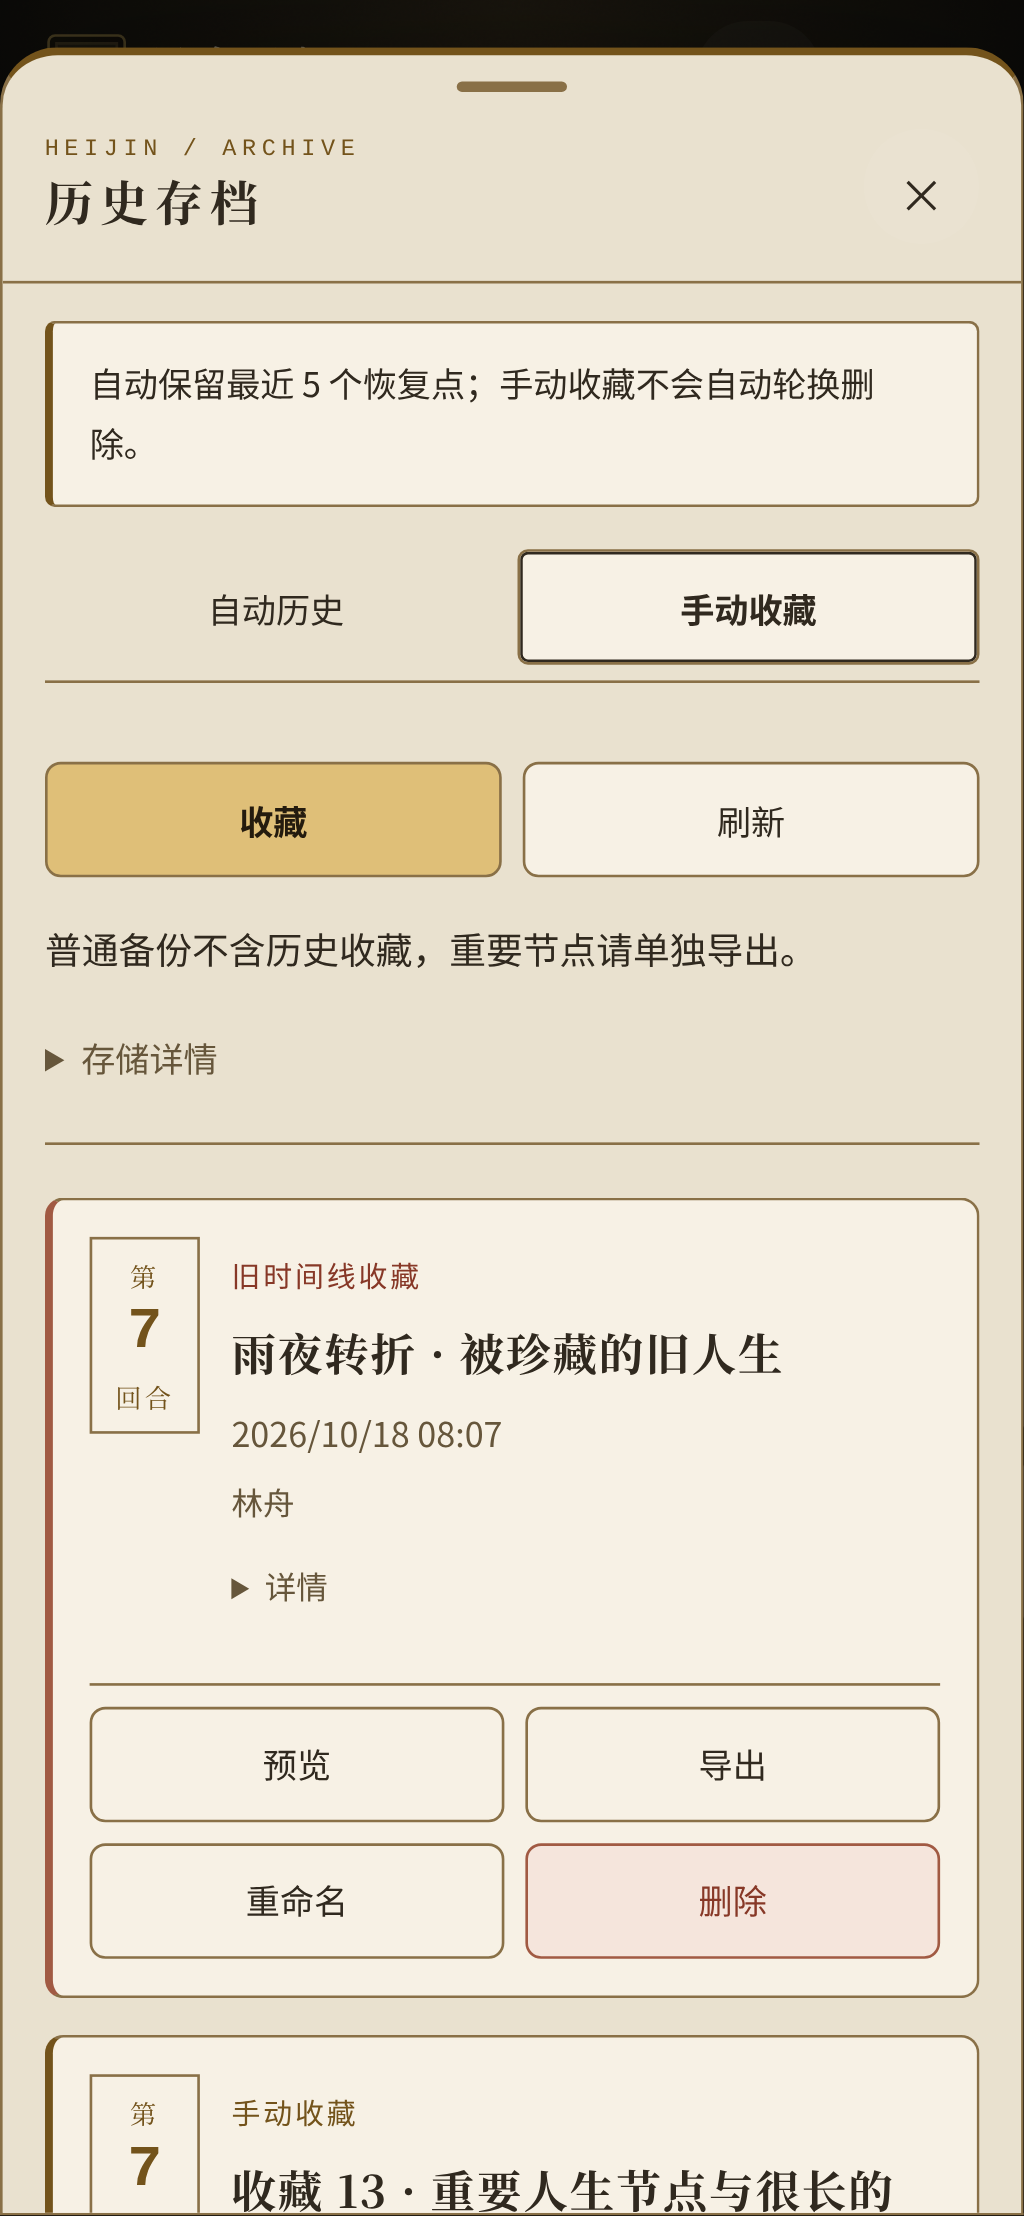 HEIJIN / ARCHIVE
历史存档
自动保留最近 5 个恢复点；手动收藏不会自动轮换删
除。
自动历史
手动收藏
收藏
刷新
普通备份不含历史收藏，重要节点请单独导出。
存储详情
第
7
回合
旧时间线收藏
雨夜转折 · 被珍藏的旧人生
2026/10/18 08:07
林舟
详情
预览
导出
重命名
删除
第
7
手动收藏
收藏 13 · 重要人生节点与很长的